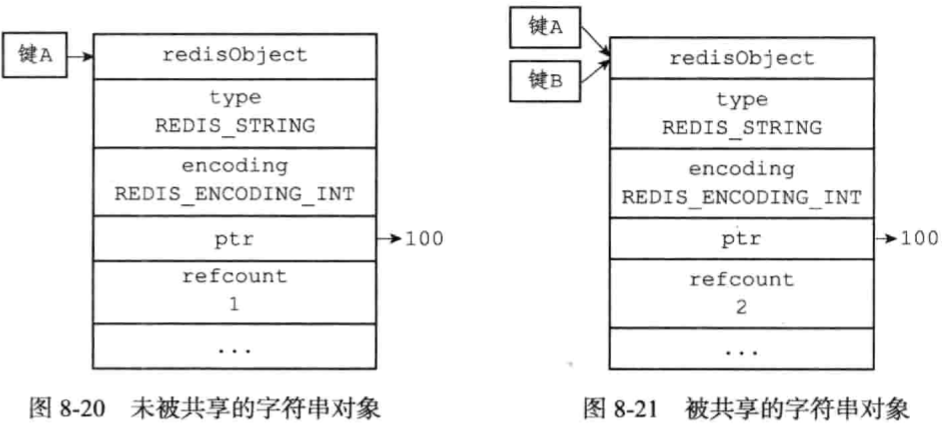 键A
redisObject
type
REDIS_STRING
encoding
REDIS_ENCODING_INT
ptr
100
refcount
1
...
图 8-20 未被共享的字符串对象
键A
键B
redisObject
type
REDIS_STRING
encoding
REDIS_ENCODING_INT
ptr
100
refcount
2
...
图 8-21 被共享的字符串对象